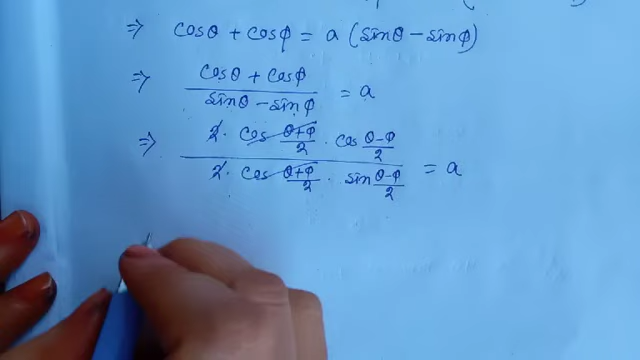 ⇒ cosθ + cosϕ = a (sinθ − sinϕ)
⇒ (cosθ + cosϕ)/(sinθ − sinϕ) = a
⇒ (2 · cos (θ+ϕ)/2 · cos (θ−ϕ)/2)/(2 · cos (θ+ϕ)/2 · sin (θ−ϕ)/2) = a